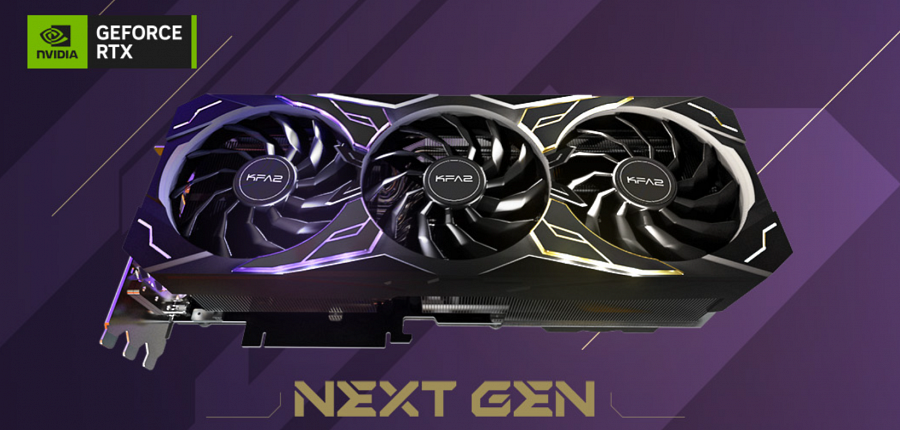 NVIDIA
GEFORCE
RTX
KFA2
KFA2
KFA2
NEXT GEN